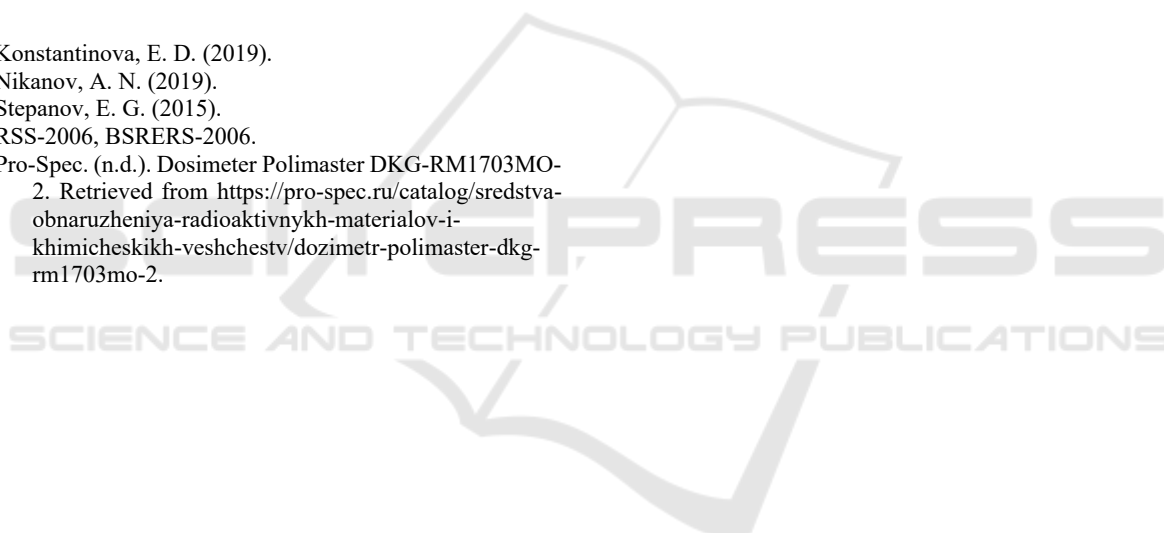 Konstantinova, E. D. (2019).
Nikanov, A. N. (2019).
Stepanov, E. G. (2015).
RSS-2006, BSRERS-2006.
Pro-Spec. (n.d.). Dosimeter Polimaster DKG-RM1703MO-
2. Retrieved from https://pro-spec.ru/catalog/sredstva-
obnaruzheniya-radioaktivnykh-materialov-i-
khimicheskikh-veshchestv/dozimetr-polimaster-dkg-
rm1703mo-2.
SCITEPRESS
SCIENCE AND TECHNOLOGY PUBLICATIONS